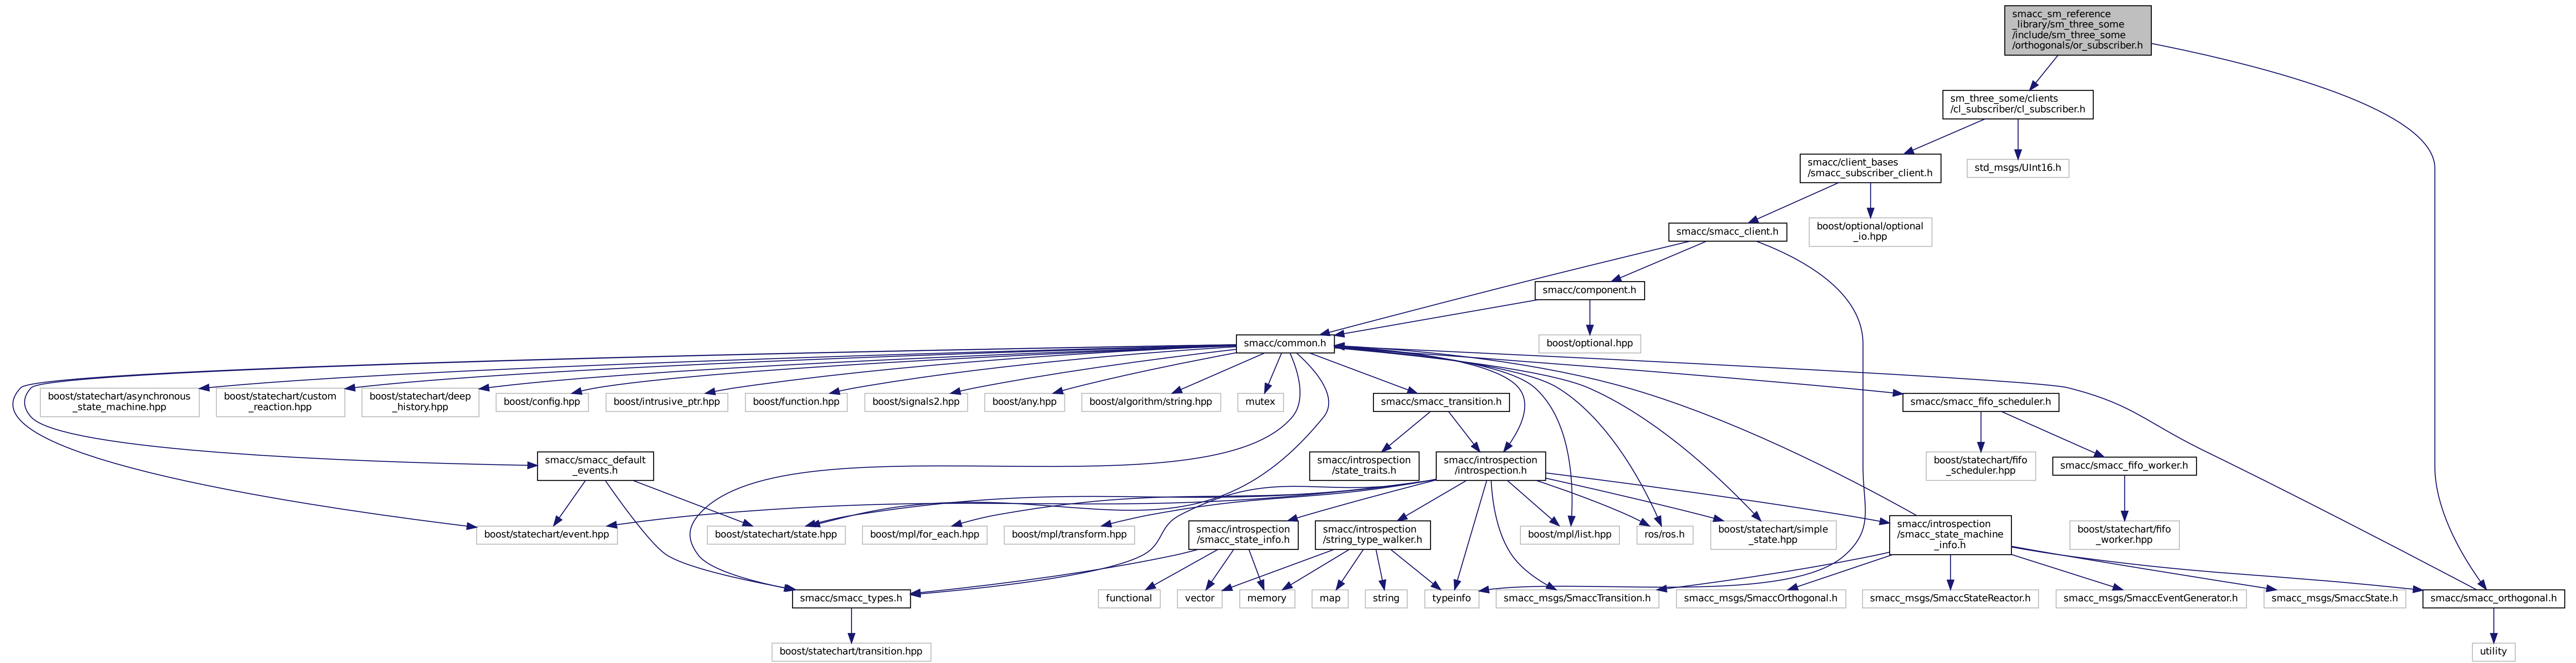 smacc_sm_reference
_library/sm_three_some
/include/sm_three_some
/orthogonals/or_subscriber.h
sm_three_some/clients
/cl_subscriber/cl_subscriber.h
smacc/client_bases
/smacc_subscriber_client.h
std_msgs/UInt16.h
smacc/smacc_client.h
boost/optional/optional
_io.hpp
smacc/component.h
smacc/common.h
boost/optional.hpp
boost/statechart/asynchronous
_state_machine.hpp
boost/statechart/custom
_reaction.hpp
boost/statechart/deep
_history.hpp
boost/config.hpp
boost/intrusive_ptr.hpp
boost/function.hpp
boost/signals2.hpp
boost/any.hpp
boost/algorithm/string.hpp
mutex
smacc/smacc_transition.h
smacc/smacc_fifo_scheduler.h
smacc/smacc_default
_events.h
smacc/introspection
/state_traits.h
smacc/introspection
/introspection.h
boost/statechart/fifo
_scheduler.hpp
smacc/smacc_fifo_worker.h
boost/statechart/event.hpp
boost/statechart/state.hpp
boost/mpl/for_each.hpp
boost/mpl/transform.hpp
smacc/introspection
/smacc_state_info.h
smacc/introspection
/string_type_walker.h
boost/mpl/list.hpp
ros/ros.h
boost/statechart/simple
_state.hpp
smacc/introspection
/smacc_state_machine
_info.h
boost/statechart/fifo
_worker.hpp
smacc/smacc_types.h
functional
vector
memory
map
string
typeinfo
smacc_msgs/SmaccTransition.h
smacc_msgs/SmaccOrthogonal.h
smacc_msgs/SmaccStateReactor.h
smacc_msgs/SmaccEventGenerator.h
smacc_msgs/SmaccState.h
smacc/smacc_orthogonal.h
boost/statechart/transition.hpp
utility